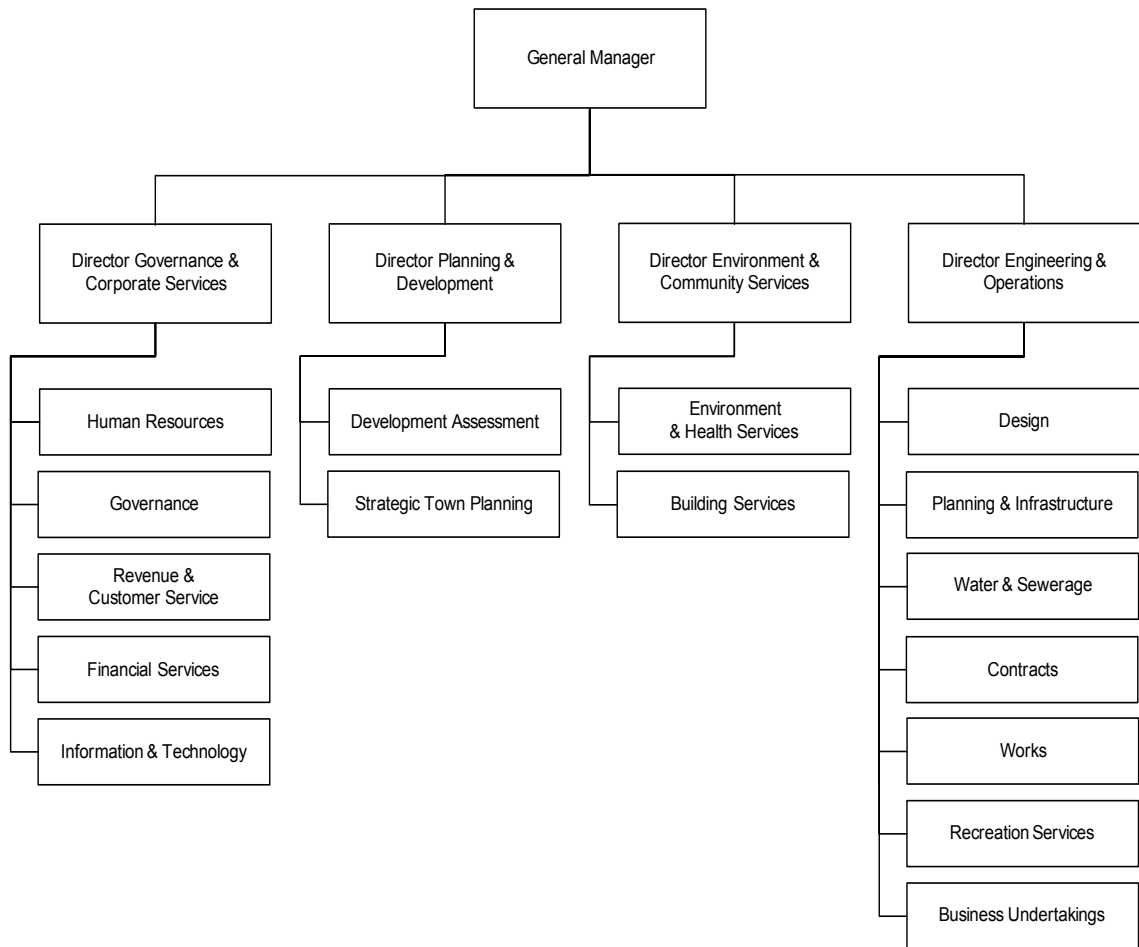 General Manager
Director Governance &
Corporate Services
Director Planning &
Development
Director Environment &
Community Services
Director Engineering &
Operations
Human Resources
Governance
Revenue &
Customer Service
Financial Services
Information & Technology
Development Assessment
Strategic Town Planning
Environment
& Health Services
Building Services
Design
Planning & Infrastructure
Water & Sewerage
Contracts
Works
Recreation Services
Business Undertakings